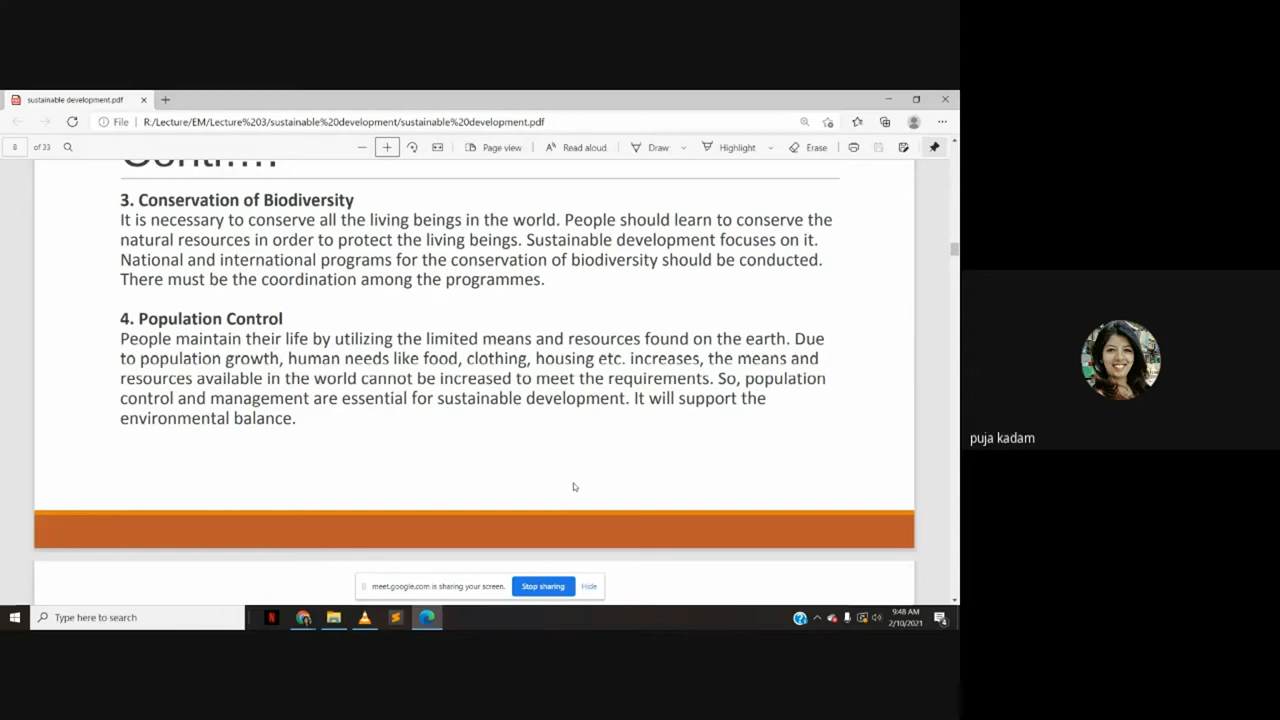 sustainable development.pdf
File R:/Lecture/EM/Lecture%203/sustainable%20development/sustainable%20development.pdf
8 of 33 Page view Read aloud Draw Highlight Erase
Conti....
3. Conservation of Biodiversity
It is necessary to conserve all the living beings in the world. People should learn to conserve the
natural resources in order to protect the living beings. Sustainable development focuses on it.
National and international programs for the conservation of biodiversity should be conducted.
There must be the coordination among the programmes.
4. Population Control
People maintain their life by utilizing the limited means and resources found on the earth. Due
to population growth, human needs like food, clothing, housing etc. increases, the means and
resources available in the world cannot be increased to meet the requirements. So, population
control and management are essential for sustainable development. It will support the
environmental balance.
puja kadam
meet.google.com is sharing your screen. Stop sharing Hide
Type here to search
9:48 AM
2/10/2021
4